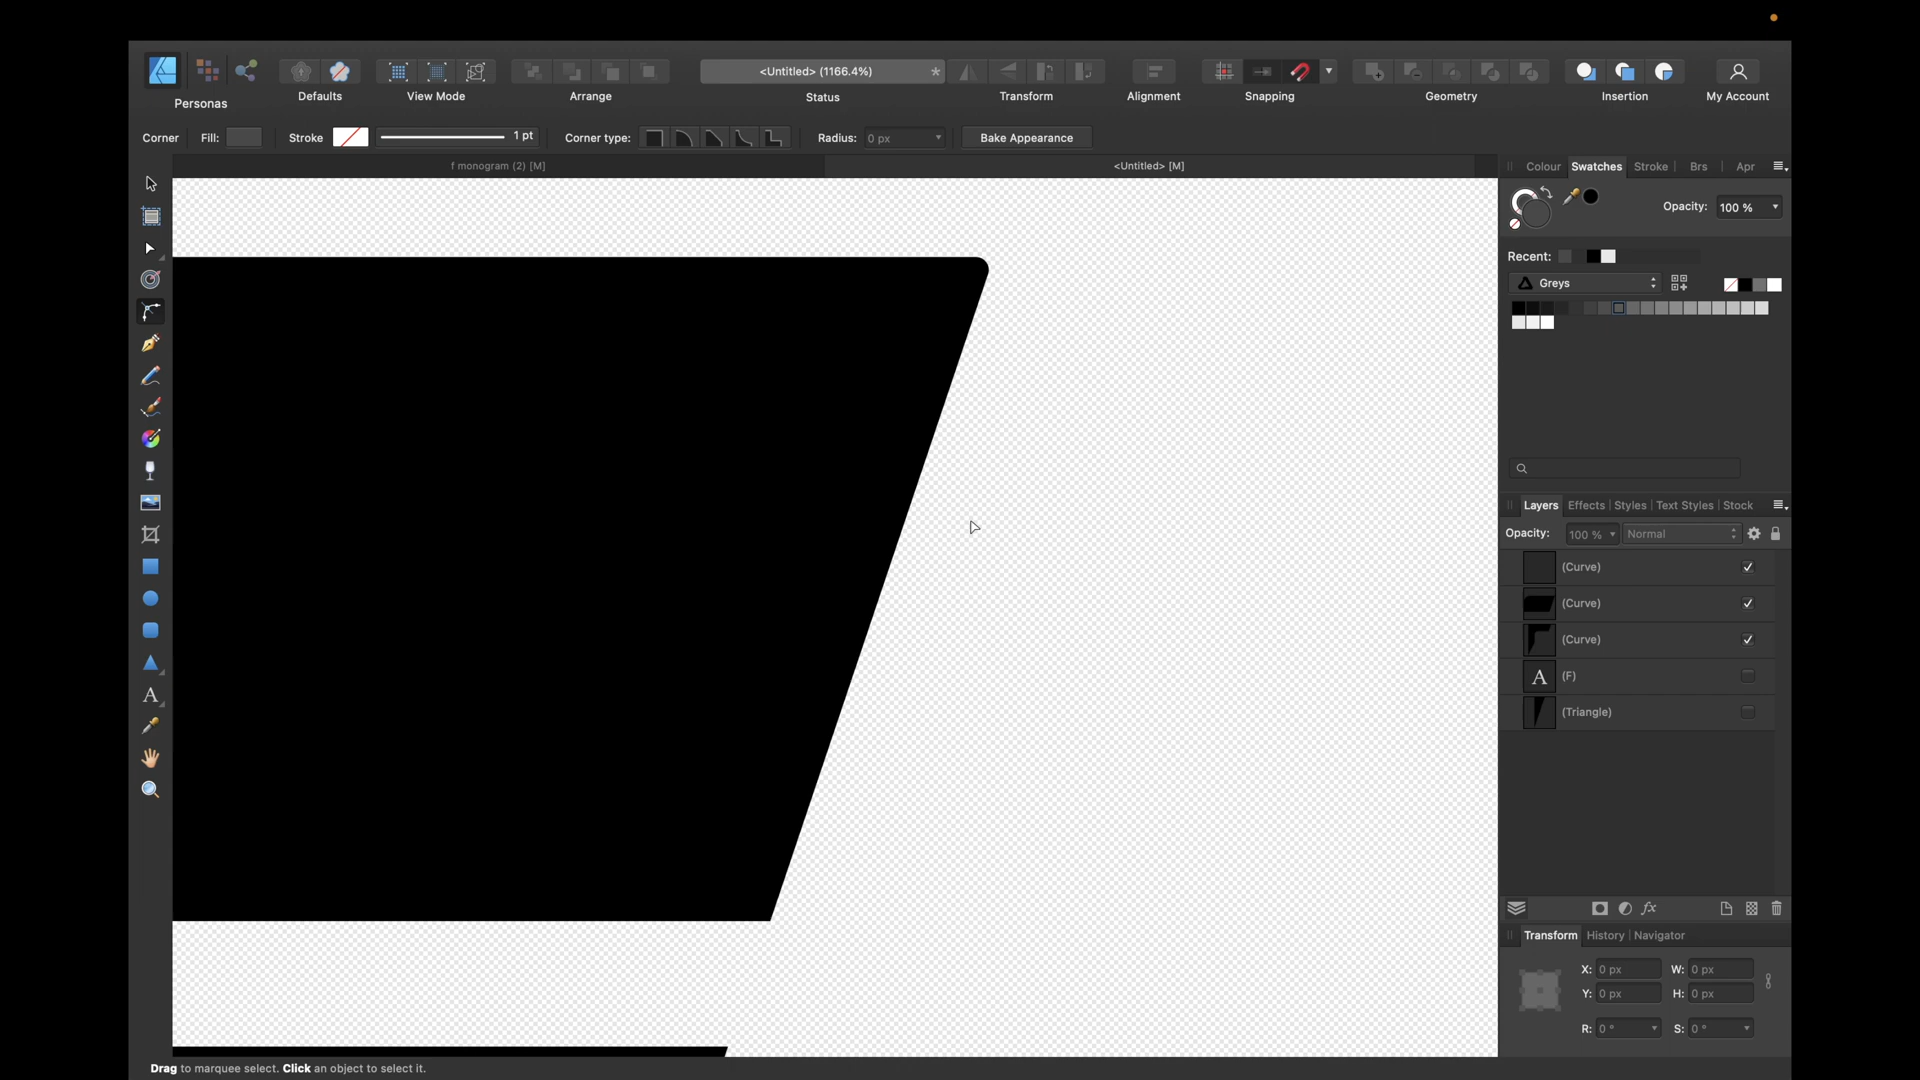 <Untitled> (1166.4%)
*
Personas
Defaults
View Mode
Arrange
Status
Transform
Alignment
Snapping
Geometry
Insertion
My Account
Corner
Fill:
Stroke
1 pt
Corner type:
Radius:
0 px
Bake Appearance
f monogram (2) [M]
<Untitled> [M]
Colour
Swatches
Stroke
Brs
Apr
Opacity:
100 %
Recent:
Greys
Layers
Effects
Styles
Text Styles
Stock
Opacity:
100 %
Normal
(Curve)
(Curve)
(Curve)
A
(F)
(Triangle)
fx
Transform
History
Navigator
X: 0 px
W: 0 px
Y: 0 px
H: 0 px
R: 0 °
S: 0 °
A
Drag to marquee select. Click an object to select it.